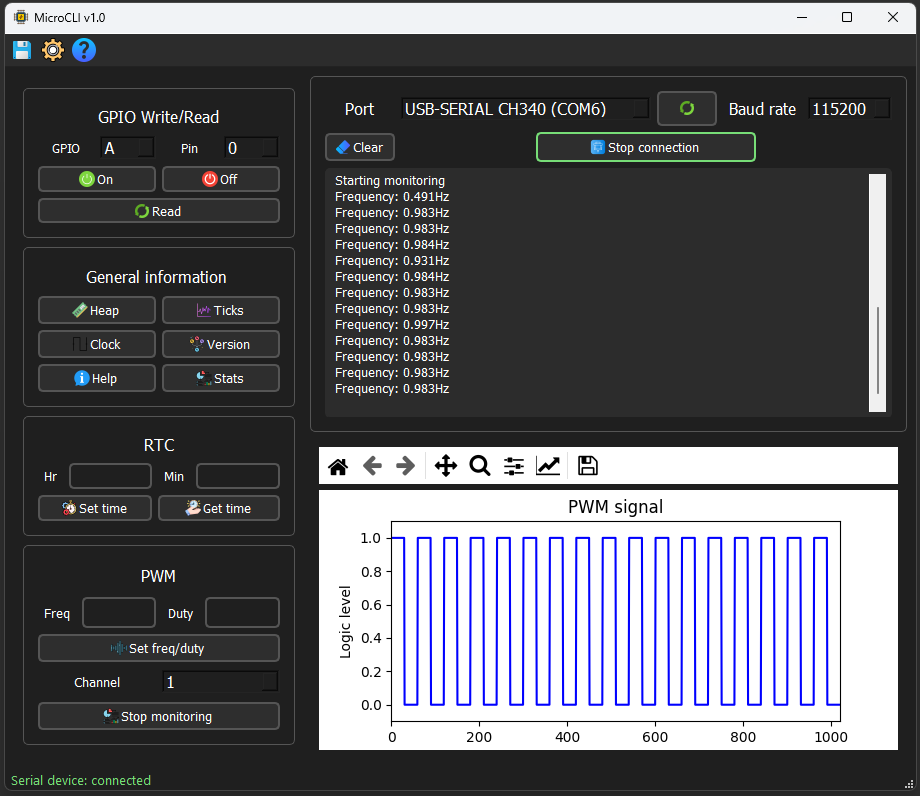 MicroCLI v1.0
GPIO Write/Read
GPIO A Pin 0
On Off
Read
General information
Heap Ticks
Clock Version
Help Stats
RTC
Hr Min
Set time Get time
PWM
Freq Duty
Set freq/duty
Channel 1
Stop monitoring
Port USB-SERIAL CH340 (COM6) Baud rate 115200
Clear Stop connection
Starting monitoring
Frequency: 0.491Hz
Frequency: 0.983Hz
Frequency: 0.983Hz
Frequency: 0.984Hz
Frequency: 0.931Hz
Frequency: 0.984Hz
Frequency: 0.983Hz
Frequency: 0.983Hz
Frequency: 0.997Hz
Frequency: 0.983Hz
Frequency: 0.983Hz
Frequency: 0.983Hz
Frequency: 0.983Hz
PWM signal
Logic level
1.0
0.8
0.6
0.4
0.2
0.0
0 200 400 600 800 1000
Serial device: connected